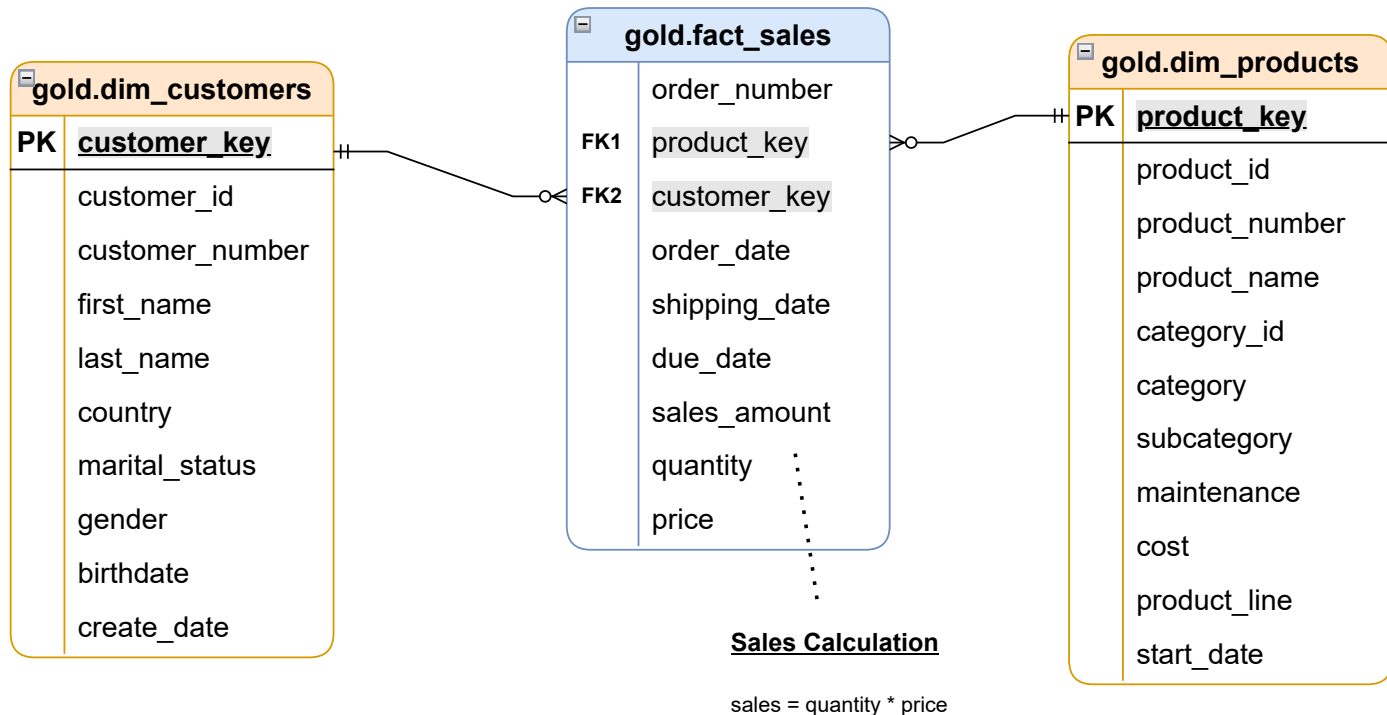 gold.dim_customers
PK customer_key
customer_id
customer_number
first_name
last_name
country
marital_status
gender
birthdate
create_date
gold.fact_sales
order_number
FK1 product_key
FK2 customer_key
order_date
shipping_date
due_date
sales_amount
quantity
price
Sales Calculation
sales = quantity * price
gold.dim_products
PK product_key
product_id
product_number
product_name
category_id
category
subcategory
maintenance
cost
product_line
start_date